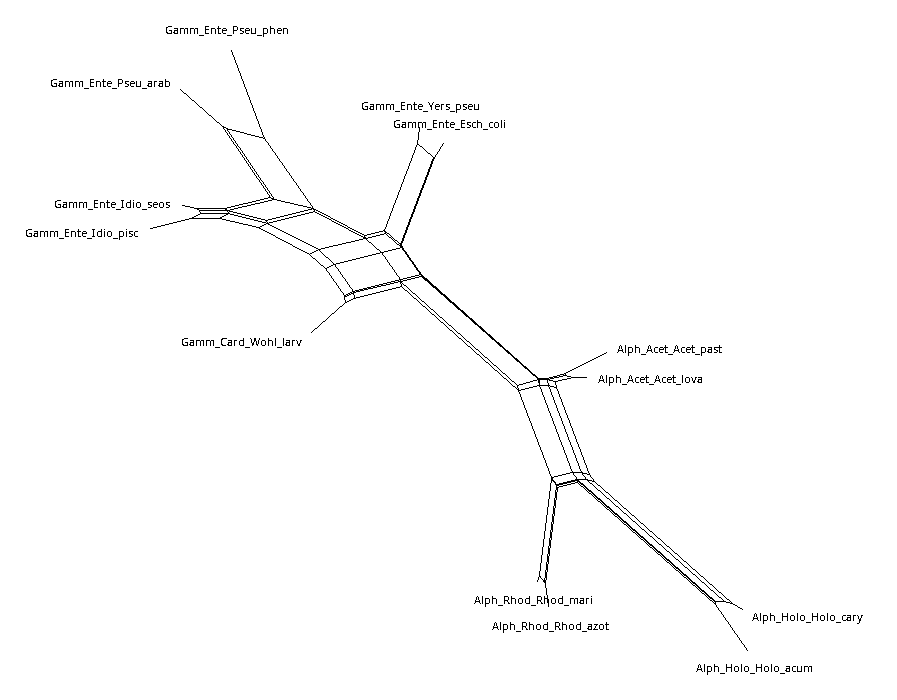 Gamm_Ente_Pseu_phen
Gamm_Ente_Pseu_arab
Gamm_Ente_Yers_pseu
Gamm_Ente_Esch_coli
Gamm_Ente_Idio_seos
Gamm_Ente_Idio_pisc
Gamm_Card_Wohl_larv
Alph_Acet_Acet_past
Alph_Acet_Acet_lova
Alph_Rhod_Rhod_mari
Alph_Holo_Holo_cary
Alph_Rhod_Rhod_azot
Alph_Holo_Holo_acum